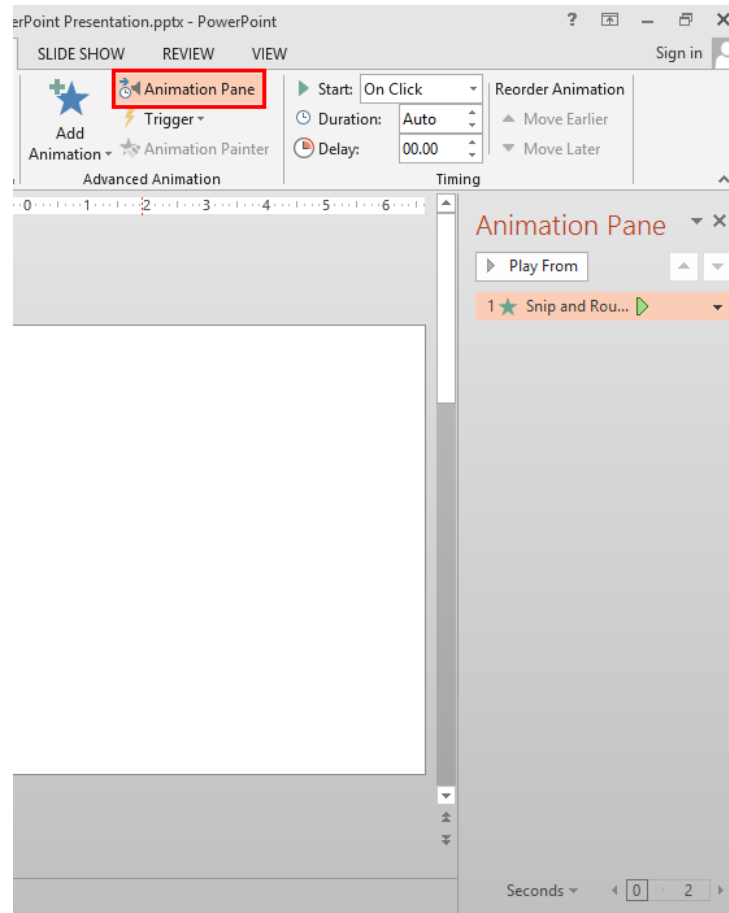 erPoint Presentation.pptx - PowerPoint ?
SLIDE SHOW REVIEW VIEW Sign in
Animation Pane Start: On Click Reorder Animation
Trigger Duration: Auto Move Earlier
Add
Animation Animation Painter Delay: 00.00 Move Later
Advanced Animation Timing
0 1 2 3 4 5 6
Animation Pane
Play From
1 Snip and Rou...
Seconds 0 2